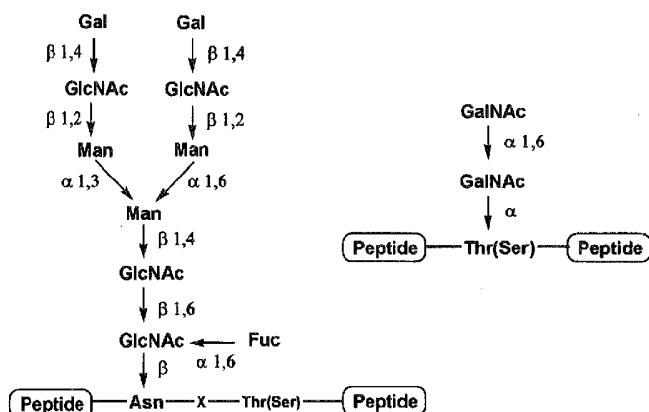 Gal Gal
β 1,4 β 1,4
GlcNAc GlcNAc
β 1,2 β 1,2
Man Man
α 1,3 α 1,6
Man
β 1,4
GlcNAc
β 1,6
GlcNAc Fuc
α 1,6
β
Peptide Asn X Thr(Ser) Peptide
GalNAc
α 1,6
GalNAc
α
Peptide Thr(Ser) Peptide